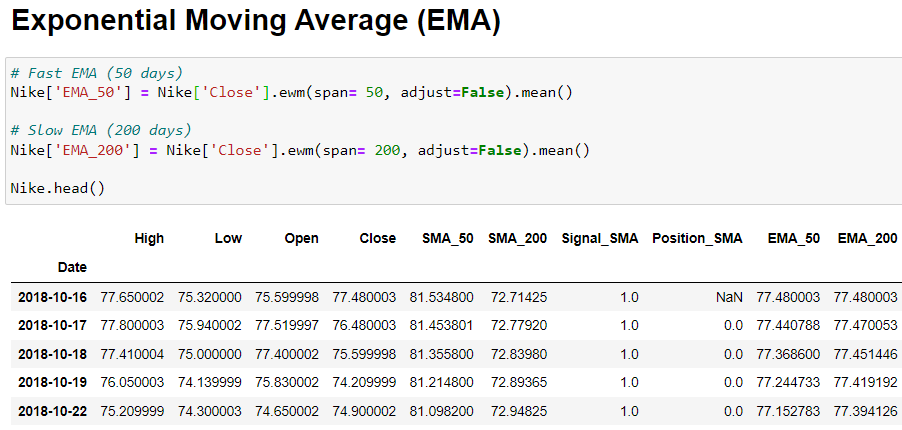 Exponential Moving Average (EMA)
# Fast EMA (50 days)
Nike['EMA_50'] = Nike['Close'].ewm(span= 50, adjust=False).mean()
# Slow EMA (200 days)
Nike['EMA_200'] = Nike['Close'].ewm(span= 200, adjust=False).mean()
Nike.head()
High Low Open Close SMA_50 SMA_200 Signal_SMA Position_SMA EMA_50 EMA_200
Date
2018-10-16 77.650002 75.320000 75.599998 77.480003 81.534800 72.71425 1.0 NaN 77.480003 77.480003
2018-10-17 77.800003 75.940002 77.519997 76.480003 81.453801 72.77920 1.0 0.0 77.440788 77.470053
2018-10-18 77.410004 75.000000 77.400002 75.599998 81.355800 72.83980 1.0 0.0 77.368600 77.451446
2018-10-19 76.050003 74.139999 75.830002 74.209999 81.214800 72.89365 1.0 0.0 77.244733 77.419192
2018-10-22 75.209999 74.300003 74.650002 74.900002 81.098200 72.94825 1.0 0.0 77.152783 77.394126